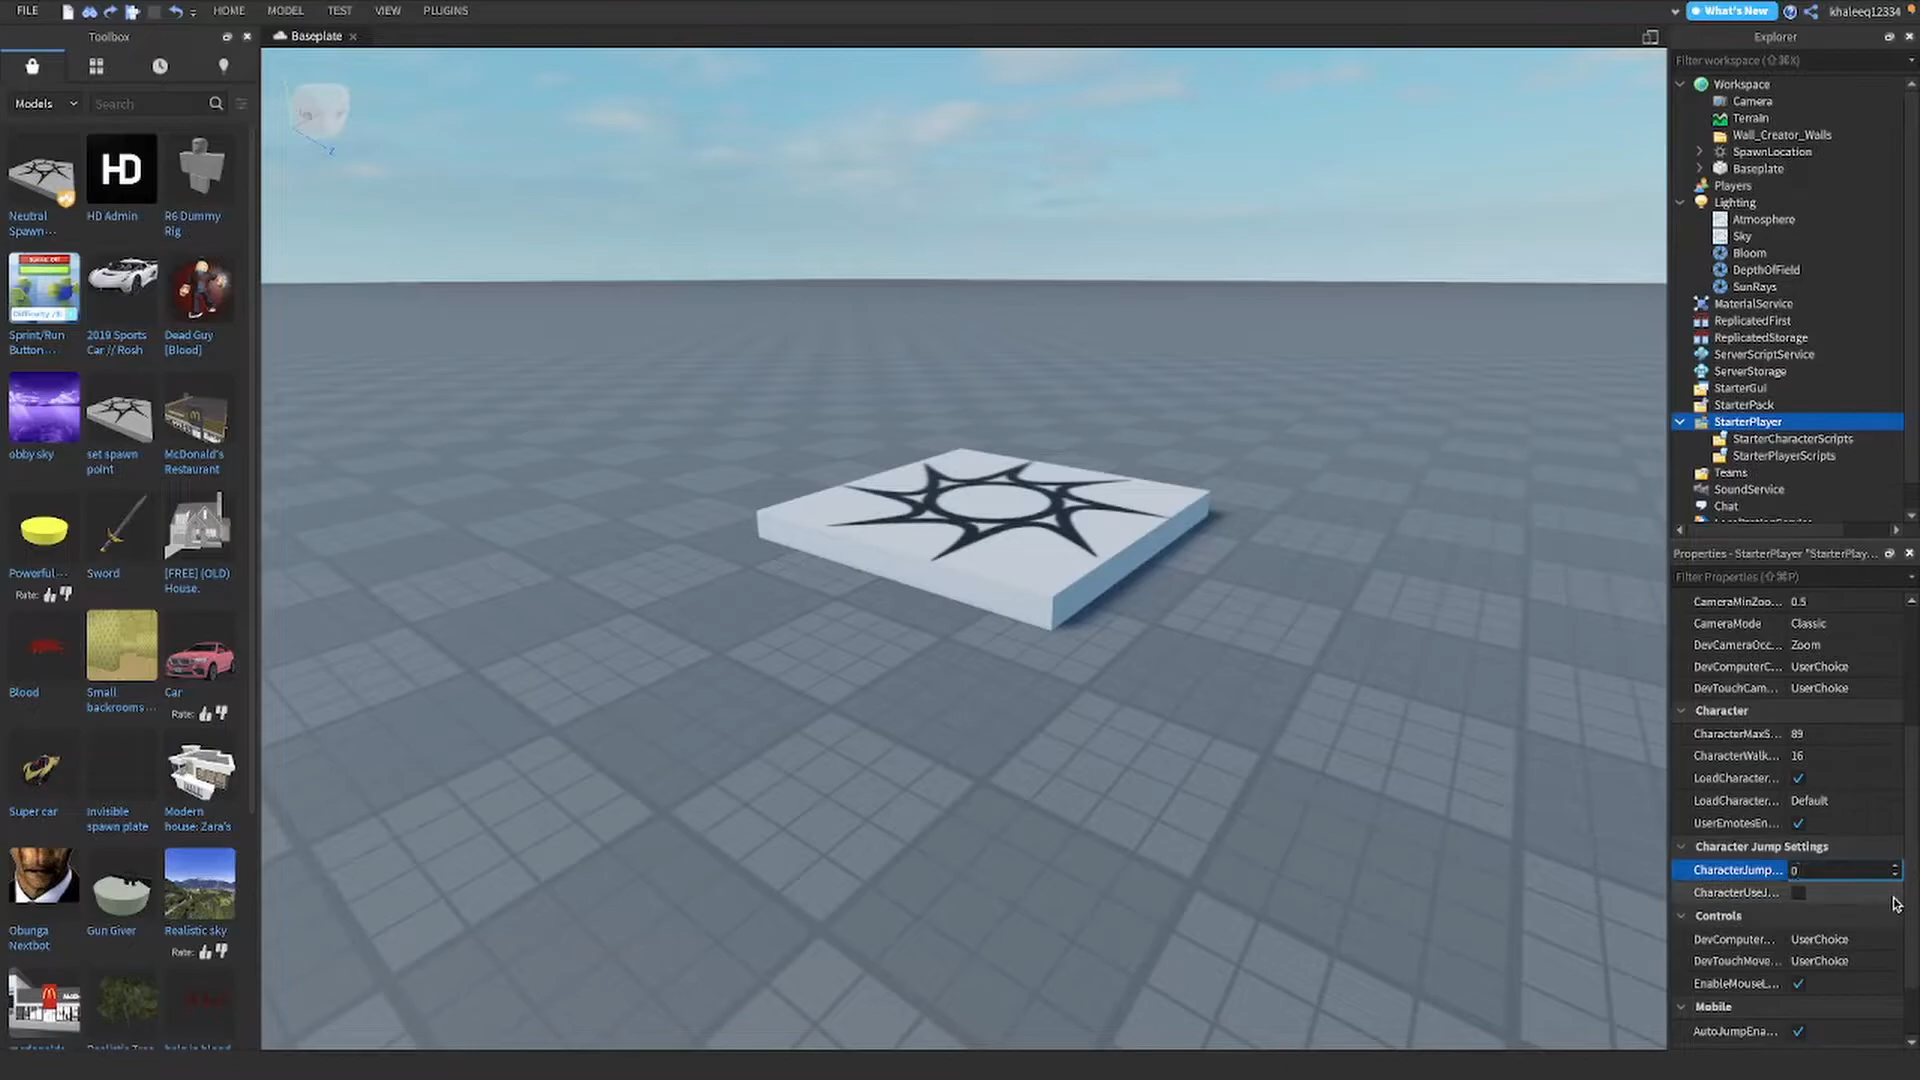 FILE
HOME
MODEL
TEST
VIEW
PLUGINS
What's New
khaleeq12334
Toolbox
Baseplate
Explorer
Models
Search
Neutral
Spawn...
HD
HD Admin
R6 Dummy
Rig
Sprint/Run
Button...
2019 Sports
Car // Rosh
Dead Guy
[Blood]
obby sky
set spawn
point
McDonald's
Restaurant
Powerful...
Rate:
Sword
[FREE] (OLD)
House.
Blood
Small
backrooms...
Car
Rate:
Super car
Invisible
spawn plate
Modern
house: Zara's
Obunga
Nextbot
Gun Giver
Realistic sky
Rate:
Filter workspace (⇧⌘X)
Workspace
Camera
Terrain
Wall_Creator_Walls
SpawnLocation
Baseplate
Players
Lighting
Atmosphere
Sky
Bloom
DepthOfField
SunRays
MaterialService
ReplicatedFirst
ReplicatedStorage
ServerScriptService
ServerStorage
StarterGui
StarterPack
StarterPlayer
StarterCharacterScripts
StarterPlayerScripts
Teams
SoundService
Chat
Properties - StarterPlayer "StarterPlay...
Filter Properties (⇧⌘P)
CameraMinZoo... 0.5
CameraMode Classic
DevCameraOcc... Zoom
DevComputerC... UserChoice
DevTouchCam... UserChoice
Character
CharacterMaxS... 89
CharacterWalk... 16
LoadCharacter...
LoadCharacter... Default
UserEmotesEn...
Character Jump Settings
CharacterJump... 0
CharacterUseJ...
Controls
DevComputer... UserChoice
DevTouchMove... UserChoice
EnableMouseL...
Mobile
AutoJumpEna...